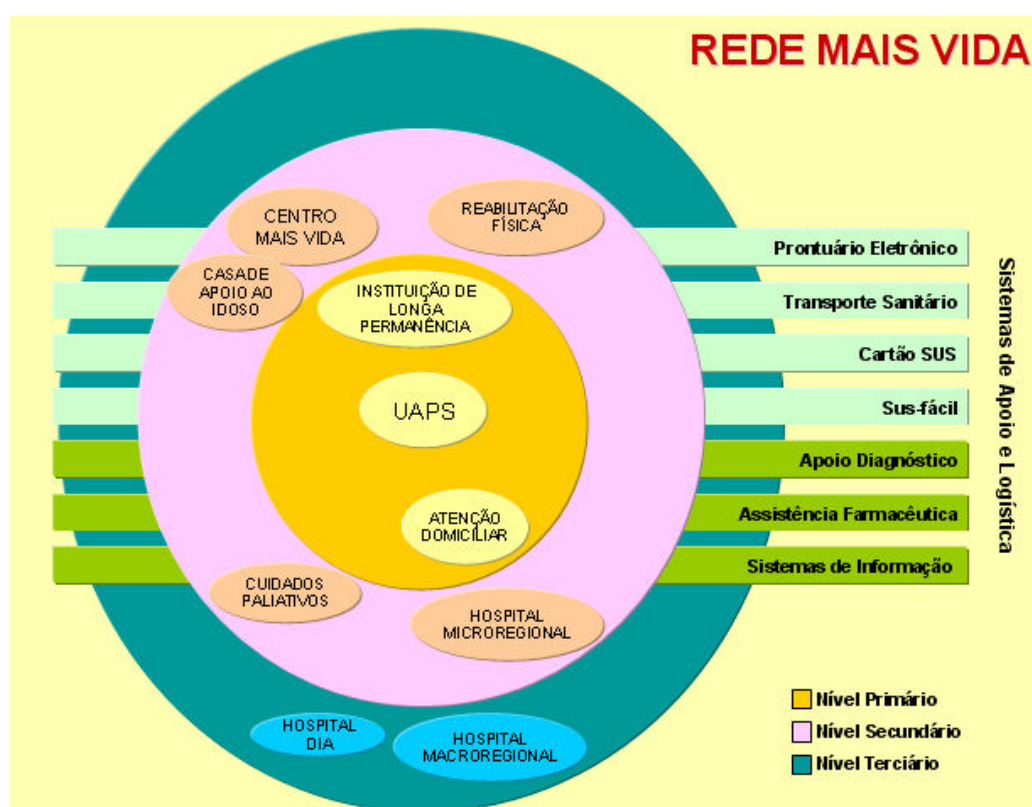 REDE MAIS VIDA
CENTRO
MAIS VIDA
REABILITAÇÃO
FÍSICA
CASADE
APOIO AO
IDOSO
INSTITUIÇÃO DE
LONGA
PERMANÊNCIA
UAPS
ATENÇÃO
DOMICILIAR
CUIDADOS
PALIATIVOS
HOSPITAL
MICROREGIONAL
HOSPITAL
DIA
HOSPITAL
MACROREGIONAL
Prontuário Eletrônico
Transporte Sanitário
Cartão SUS
Sus-fácil
Apoio Diagnóstico
Assistência Farmacêutica
Sistemas de Informação
Sistemas de Apoio e Logística
Nível Primário
Nível Secundário
Nível Terciário